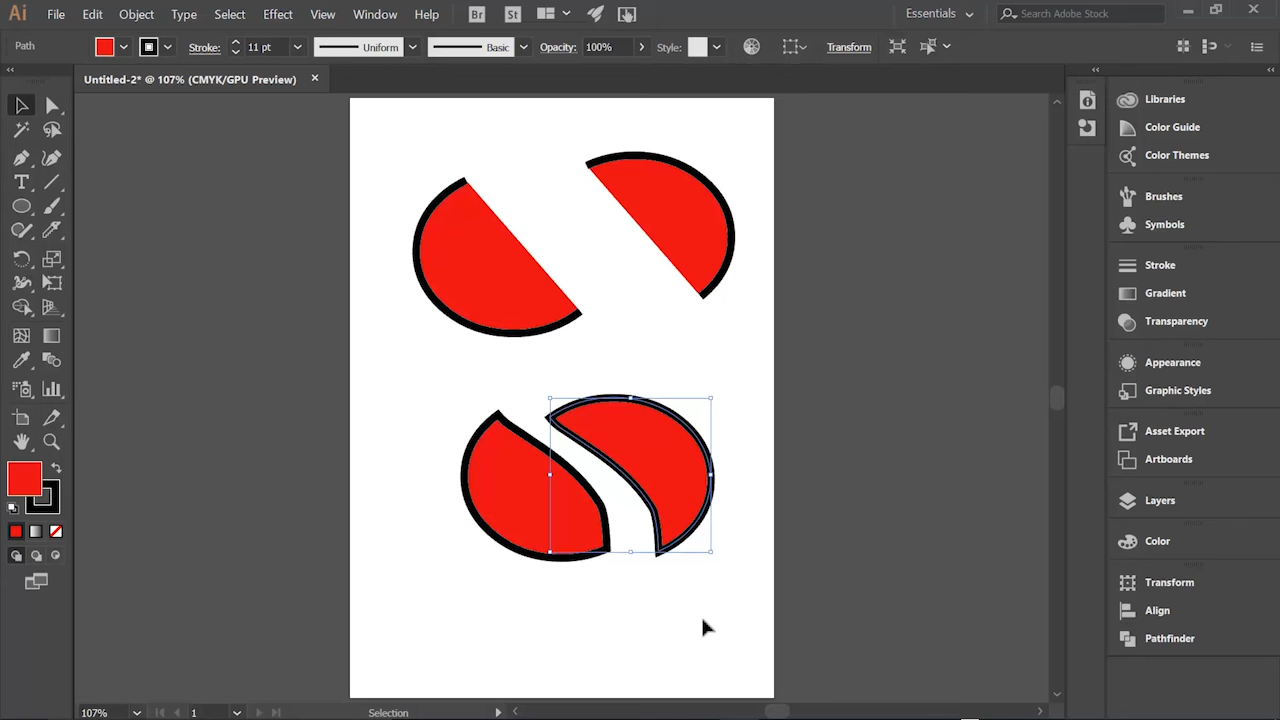 Ai File Edit Object Type Select Effect View Window Help Br St Essentials Search Adobe Stock
Path Stroke: 11 pt Uniform Basic Opacity: 100% Style: Transform
Untitled-2* @ 107% (CMYK/GPU Preview)
Libraries
Color Guide
Color Themes
Brushes
Symbols
Stroke
Gradient
Transparency
Appearance
Graphic Styles
Asset Export
Artboards
Layers
Color
Transform
Align
Pathfinder
107% 1 Selection